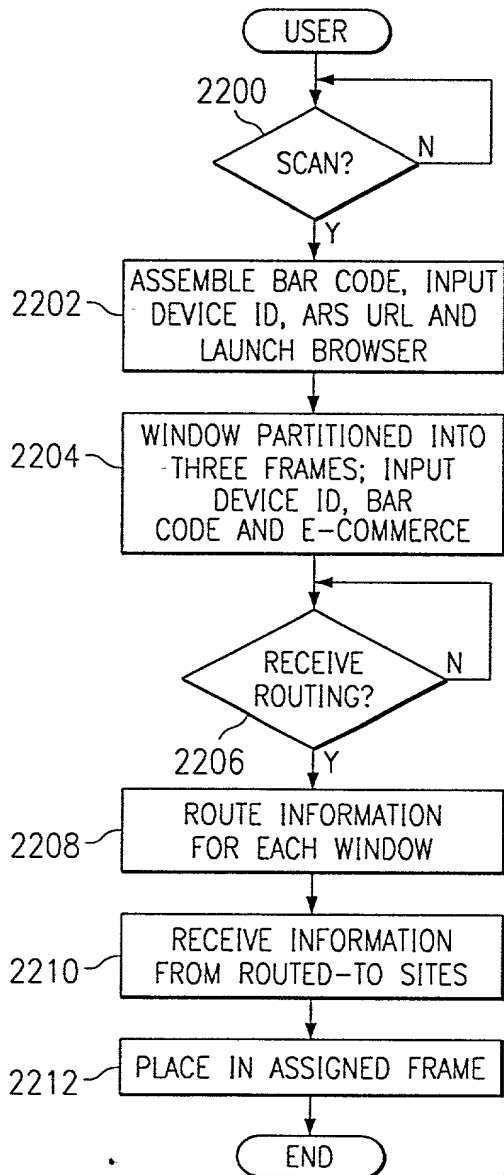 USER
2200
SCAN?
N
Y
2202
ASSEMBLE BAR CODE, INPUT
DEVICE ID, ARS URL AND
LAUNCH BROWSER
2204
WINDOW PARTITIONED INTO
THREE FRAMES; INPUT
DEVICE ID, BAR
CODE AND E-COMMERCE
RECEIVE
ROUTING?
N
2206
Y
2208
ROUTE INFORMATION
FOR EACH WINDOW
2210
RECEIVE INFORMATION
FROM ROUTED-TO SITES
2212
PLACE IN ASSIGNED FRAME
END